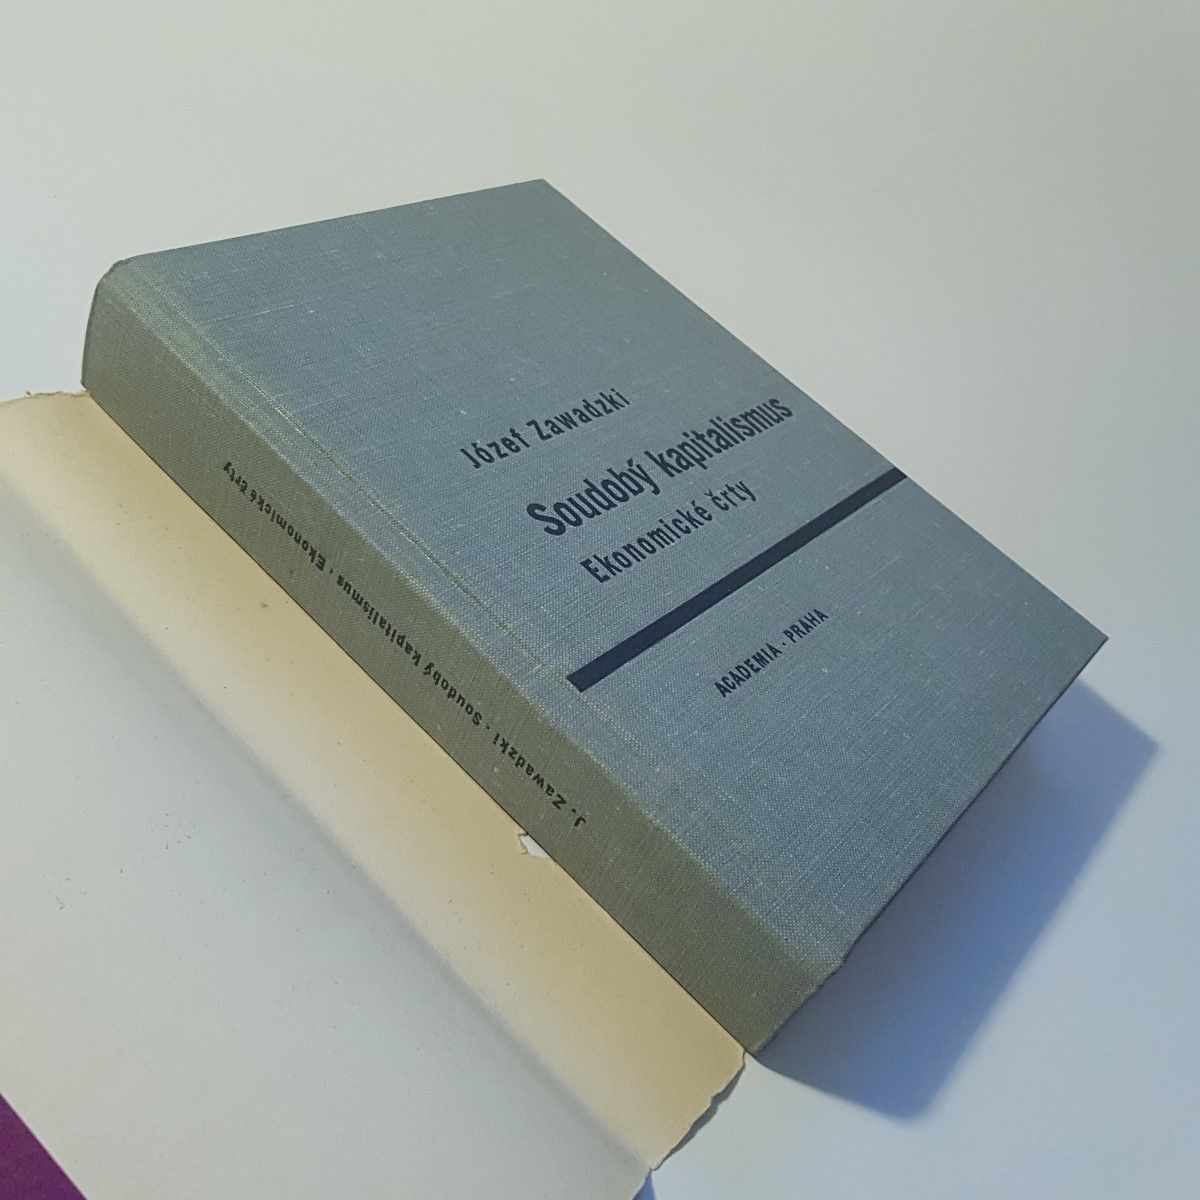 Józef Zawadzki
Soudobý kapitalismus
Ekonomické črty
ACADEMIA · PRAHA
J. Zawadzki · Soudobý kapitalismus · Ekonomické črty